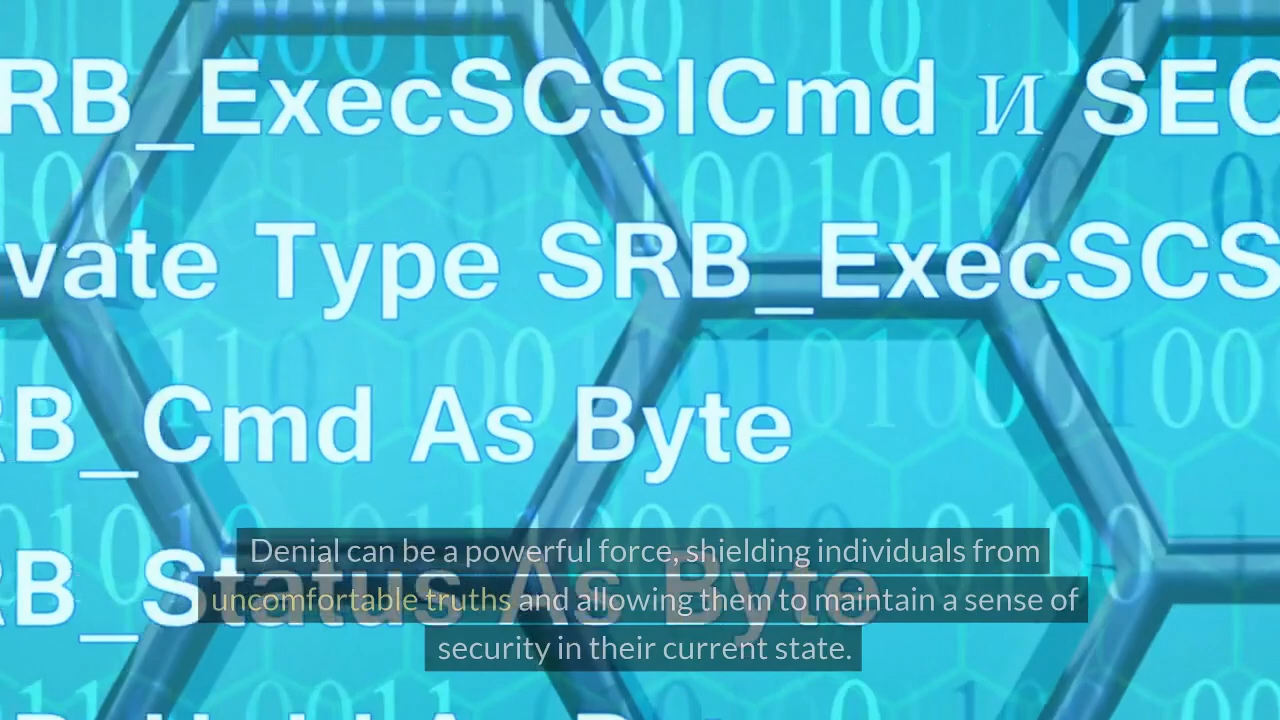 RB_ExecSCSICmd и SEC
vate Type SRB_ExecSCS
RB_Cmd As Byte
RB_Status As Byte
Denial can be a powerful force, shielding individuals from
uncomfortable truths and allowing them to maintain a sense of
security in their current state.